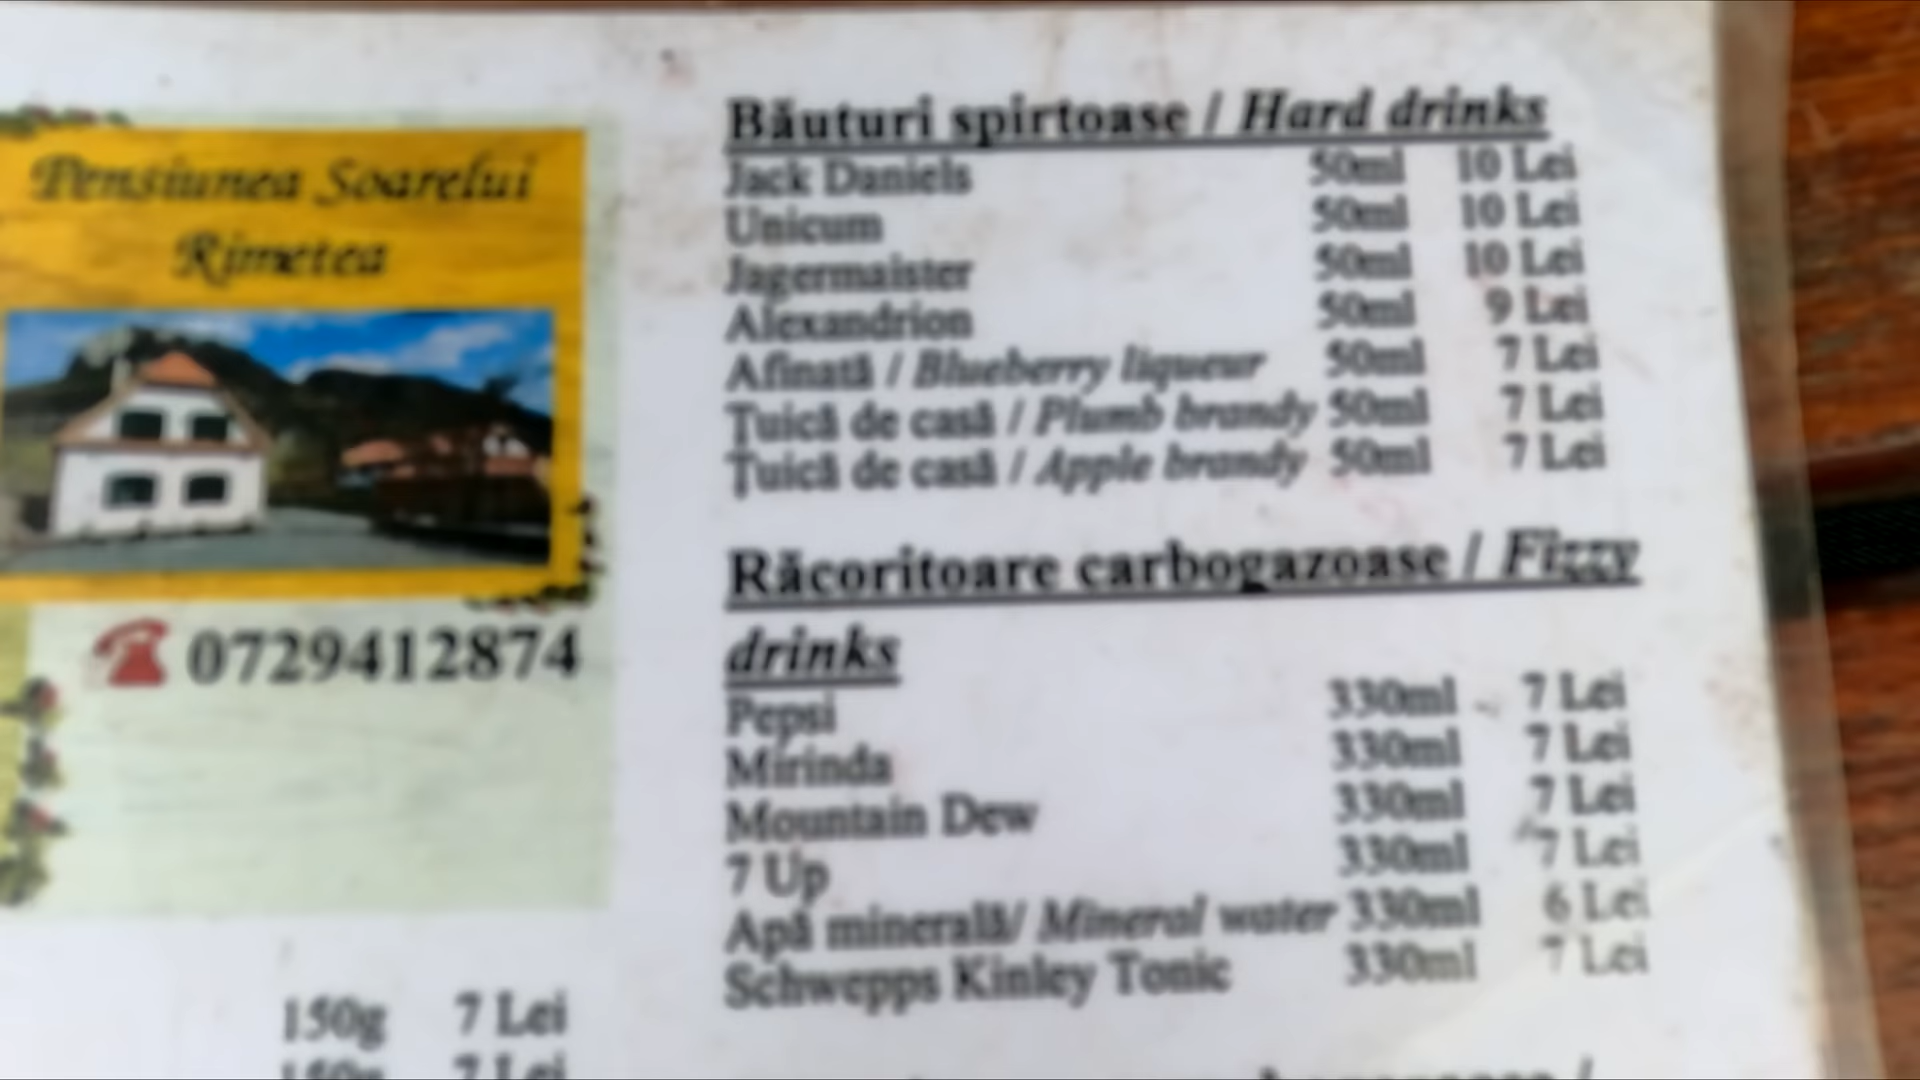 Pensiunea Soarelui
Rimetea
0729412874
150g 7 Lei
150g 7 Lei
Băuturi spirtoase / Hard drinks
Jack Daniels 50ml 10 Lei
Unicum 50ml 10 Lei
Jagermaister 50ml 10 Lei
Alexandrion 50ml 9 Lei
Afinată / Blueberry liqueur 50ml 7 Lei
Țuică de casă / Plumb brandy 50ml 7 Lei
Țuică de casă / Apple brandy 50ml 7 Lei
Răcoritoare carbogazoase / Fizzy
drinks
Pepsi 330ml 7 Lei
Mirinda 330ml 7 Lei
Mountain Dew 330ml 7 Lei
7 Up 330ml 7 Lei
Apă minerală/ Mineral water 330ml 6 Lei
Schwepps Kinley Tonic 330ml 7 Lei